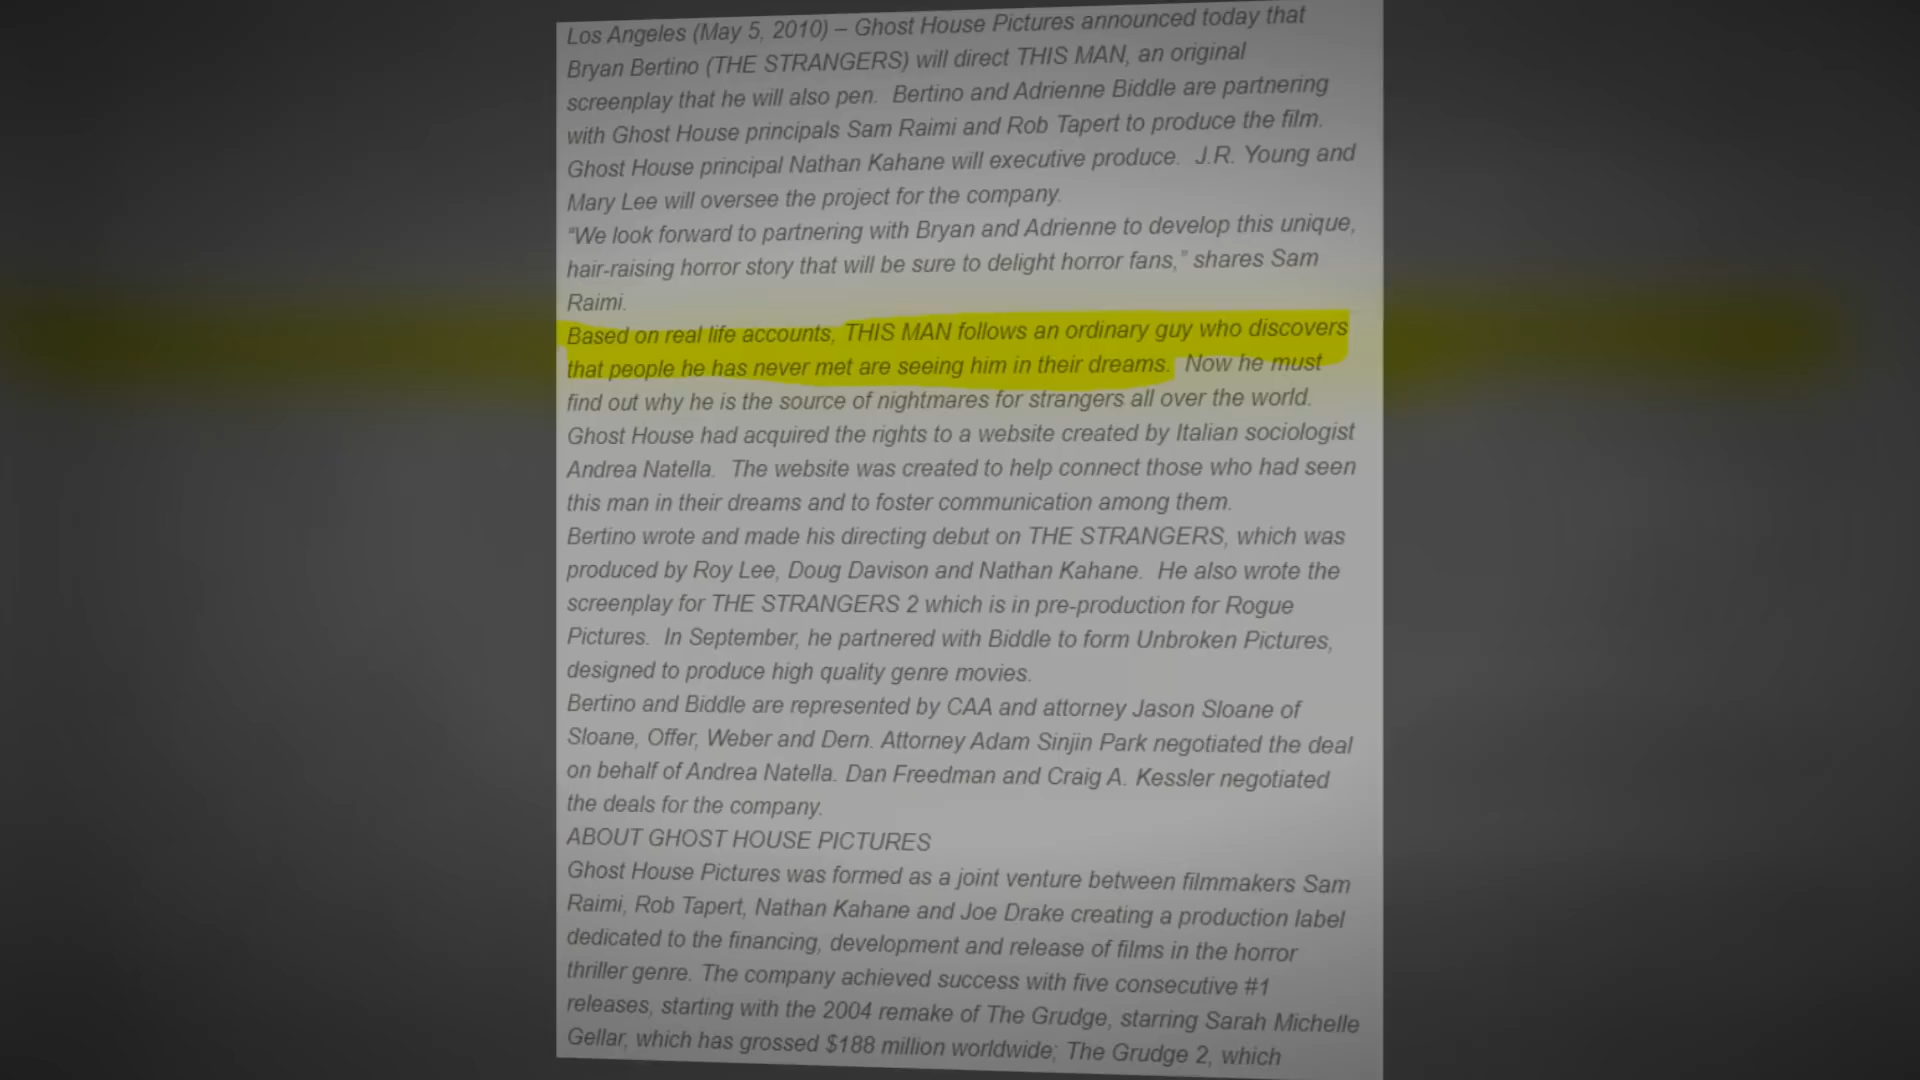 Los Angeles (May 5, 2010) – Ghost House Pictures announced today that
Bryan Bertino (THE STRANGERS) will direct THIS MAN, an original
screenplay that he will also pen. Bertino and Adrienne Biddle are partnering
with Ghost House principals Sam Raimi and Rob Tapert to produce the film.
Ghost House principal Nathan Kahane will executive produce. J.R. Young and
Mary Lee will oversee the project for the company.
“We look forward to partnering with Bryan and Adrienne to develop this unique,
hair-raising horror story that will be sure to delight horror fans,” shares Sam
Raimi.
Based on real life accounts, THIS MAN follows an ordinary guy who discovers
that people he has never met are seeing him in their dreams. Now he must
find out why he is the source of nightmares for strangers all over the world.
Ghost House had acquired the rights to a website created by Italian sociologist
Andrea Natella. The website was created to help connect those who had seen
this man in their dreams and to foster communication among them.
Bertino wrote and made his directing debut on THE STRANGERS, which was
produced by Roy Lee, Doug Davison and Nathan Kahane. He also wrote the
screenplay for THE STRANGERS 2 which is in pre-production for Rogue
Pictures. In September, he partnered with Biddle to form Unbroken Pictures,
designed to produce high quality genre movies.
Bertino and Biddle are represented by CAA and attorney Jason Sloane of
Sloane, Offer, Weber and Dern. Attorney Adam Sinjin Park negotiated the deal
on behalf of Andrea Natella. Dan Freedman and Craig A. Kessler negotiated
the deals for the company.
ABOUT GHOST HOUSE PICTURES
Ghost House Pictures was formed as a joint venture between filmmakers Sam
Raimi, Rob Tapert, Nathan Kahane and Joe Drake creating a production label
dedicated to the financing, development and release of films in the horror
thriller genre. The company achieved success with five consecutive #1
releases, starting with the 2004 remake of The Grudge, starring Sarah Michelle
Gellar, which has grossed $188 million worldwide; The Grudge 2, which